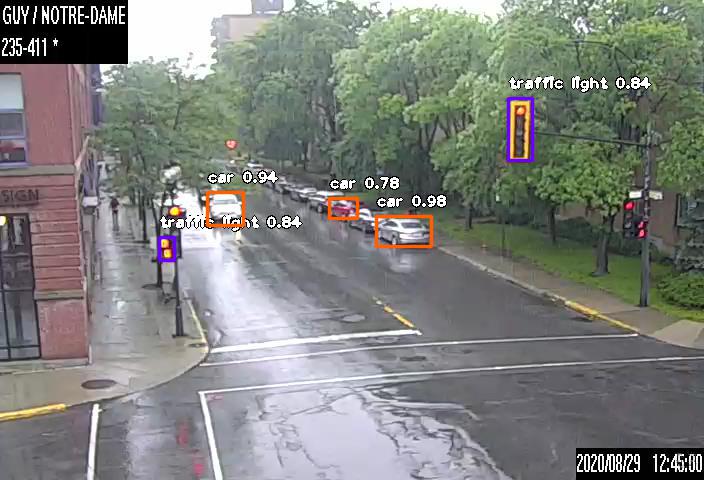 GUY / NOTRE-DAME
235-411 *
traffic light 0.84
car 0.94
car 0.78
car 0.98
traffic light 0.84
SIGN
2020/08/29 12:45:00